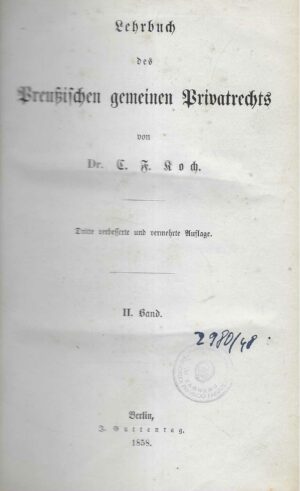 Lehrbuch
des
Preußischen gemeinen Privatrechts
von
Dr. C. F. Koch.
Dritte verbesserte und vermehrte Auflage.
II. Band.
2980/48
Berlin,
J. Guttentag.
1858.